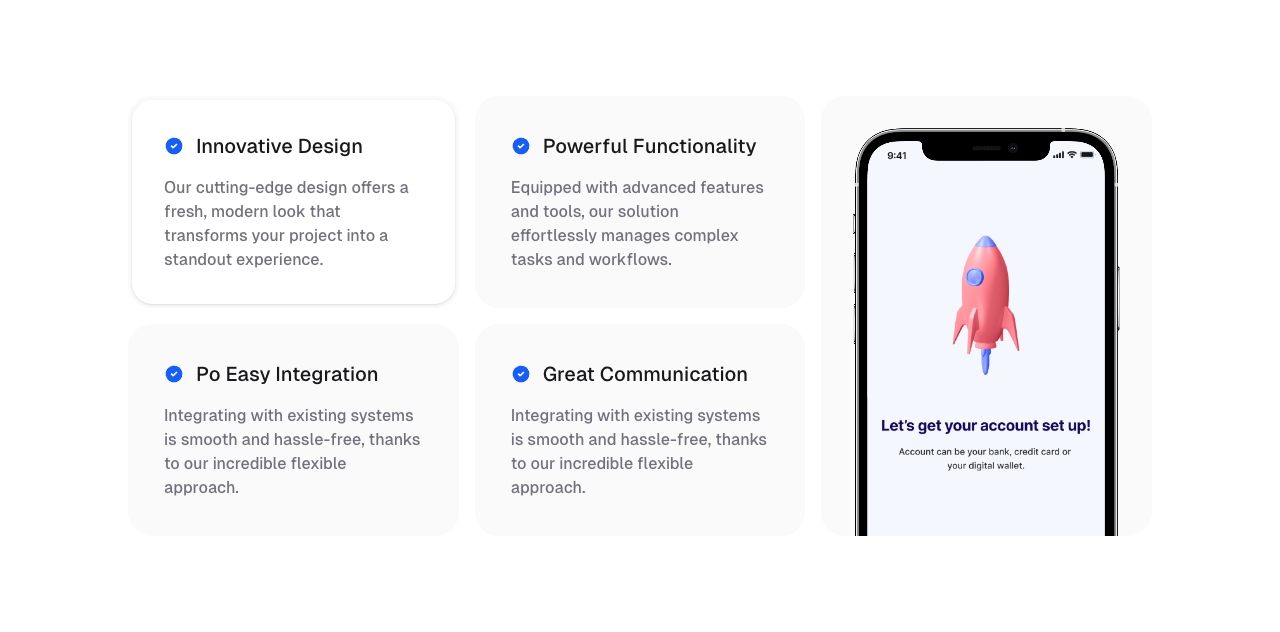 Innovative Design
Our cutting-edge design offers a
fresh, modern look that
transforms your project into a
standout experience.
Powerful Functionality
Equipped with advanced features
and tools, our solution
effortlessly manages complex
tasks and workflows.
Po Easy Integration
Integrating with existing systems
is smooth and hassle-free, thanks
to our incredible flexible
approach.
Great Communication
Integrating with existing systems
is smooth and hassle-free, thanks
to our incredible flexible
approach.
9:41
Let's get your account set up!
Account can be your bank, credit card or
your digital wallet.